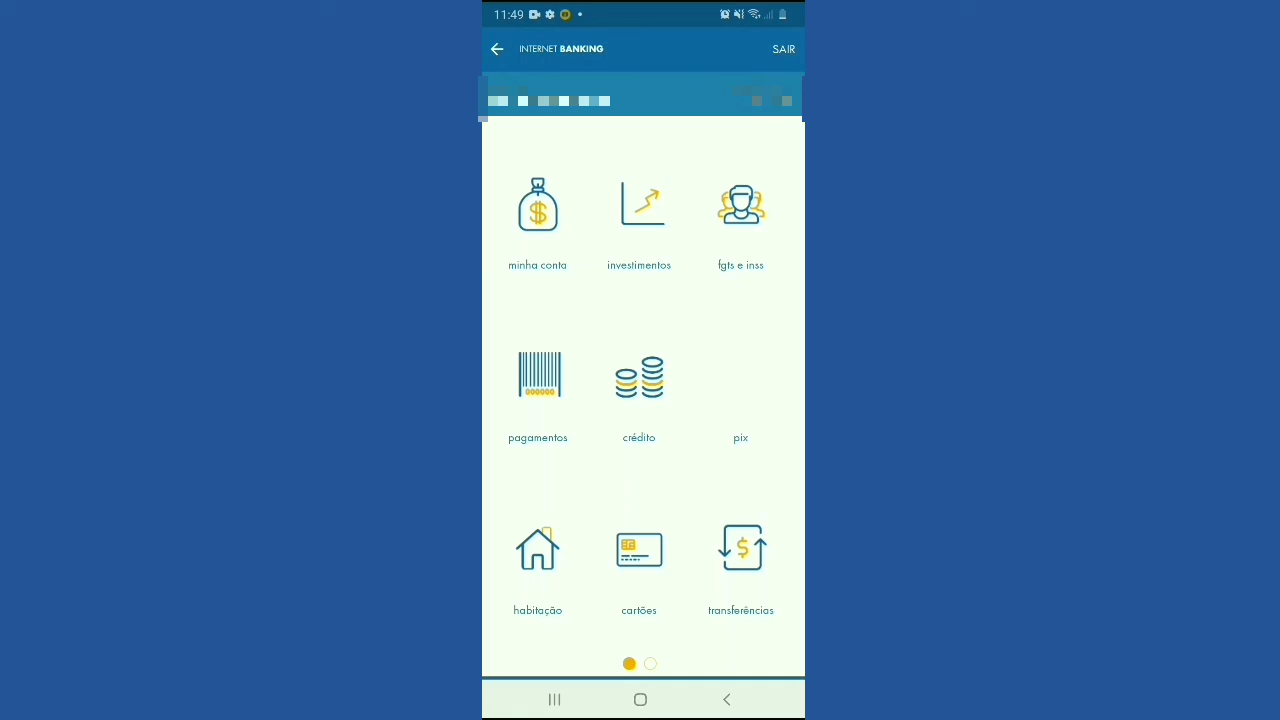 11:49
INTERNET BANKING
SAIR
minha conta
investimentos
fgts e inss
pagamentos
crédito
pix
habitação
cartões
transferências